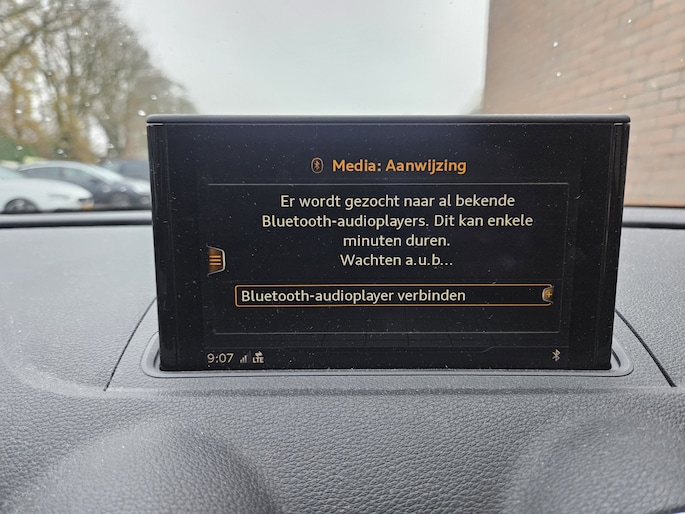 Media: Aanwijzing
Er wordt gezocht naar al bekende
Bluetooth-audioplayers. Dit kan enkele
minuten duren.
Wachten a.u.b...
Bluetooth-audioplayer verbinden
9:07 LTE